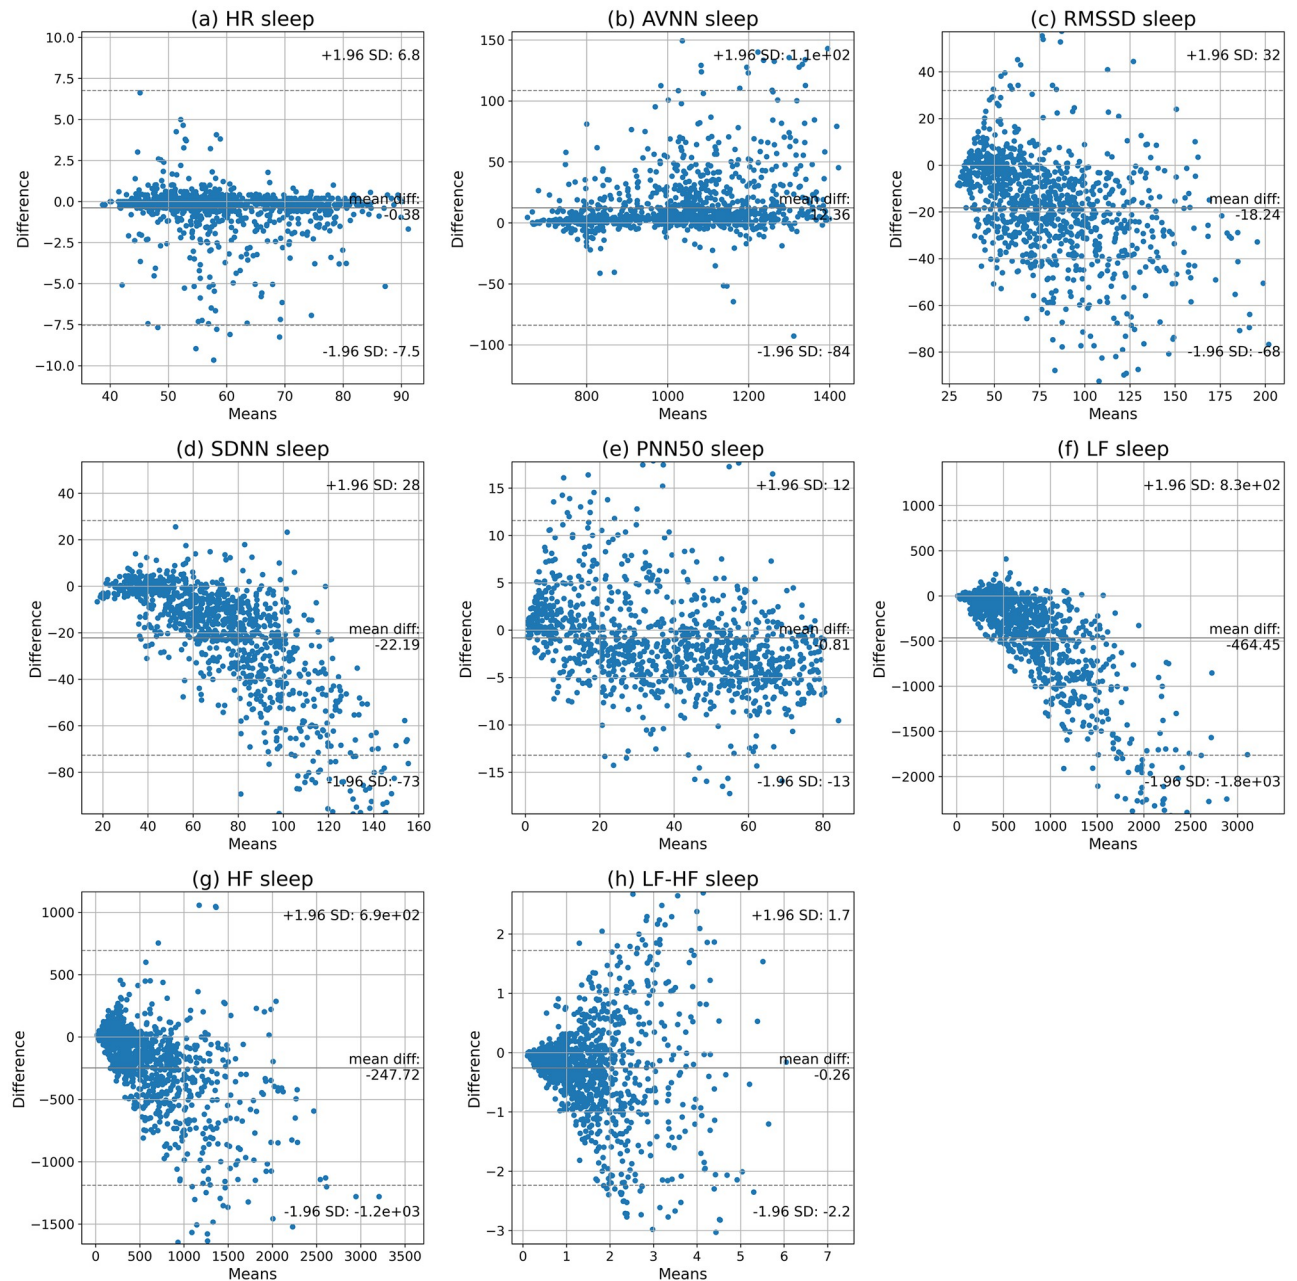 (a) HR sleep
10.0
7.5
5.0
2.5
0.0
−2.5
−5.0
−7.5
−10.0
Difference
+1.96 SD: 6.8
mean diff:
-0.38
-1.96 SD: -7.5
40 50 60 70 80 90
Means
(b) AVNN sleep
150
100
50
0
−50
−100
Difference
+1.96 SD: 1.1e+02
mean diff:
12.36
-1.96 SD: -84
800 1000 1200 1400
Means
(c) RMSSD sleep
40
20
0
−20
−40
−60
−80
Difference
+1.96 SD: 32
mean diff:
-18.24
-1.96 SD: -68
25 50 75 100 125 150 175 200
Means
(d) SDNN sleep
40
20
0
−20
−40
−60
−80
Difference
+1.96 SD: 28
mean diff:
-22.19
-1.96 SD: -73
20 40 60 80 100 120 140 160
Means
(e) PNN50 sleep
15
10
5
0
−5
−10
−15
Difference
+1.96 SD: 12
mean diff:
-0.81
-1.96 SD: -13
0 20 40 60 80
Means
(f) LF sleep
1000
500
0
−500
−1000
−1500
−2000
Difference
+1.96 SD: 8.3e+02
mean diff:
-464.45
-1.96 SD: -1.8e+03
0 500 1000 1500 2000 2500 3000
Means
(g) HF sleep
1000
500
0
−500
−1000
−1500
Difference
+1.96 SD: 6.9e+02
mean diff:
-247.72
-1.96 SD: -1.2e+03
0 500 1000 1500 2000 2500 3000 3500
Means
(h) LF-HF sleep
2
1
0
−1
−2
−3
Difference
+1.96 SD: 1.7
mean diff:
-0.26
-1.96 SD: -2.2
0 1 2 3 4 5 6 7
Means